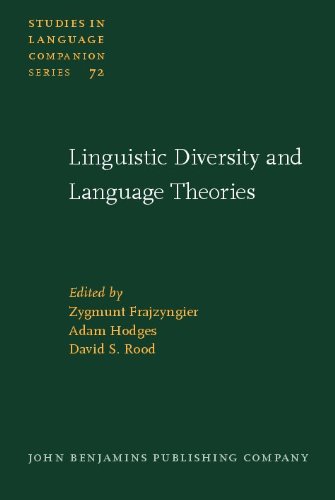 STUDIES IN
LANGUAGE
COMPANION
SERIES 72
Linguistic Diversity and
Language Theories
Edited by
Zygmunt Frajzyngier
Adam Hodges
David S. Rood
JOHN BENJAMINS PUBLISHING COMPANY